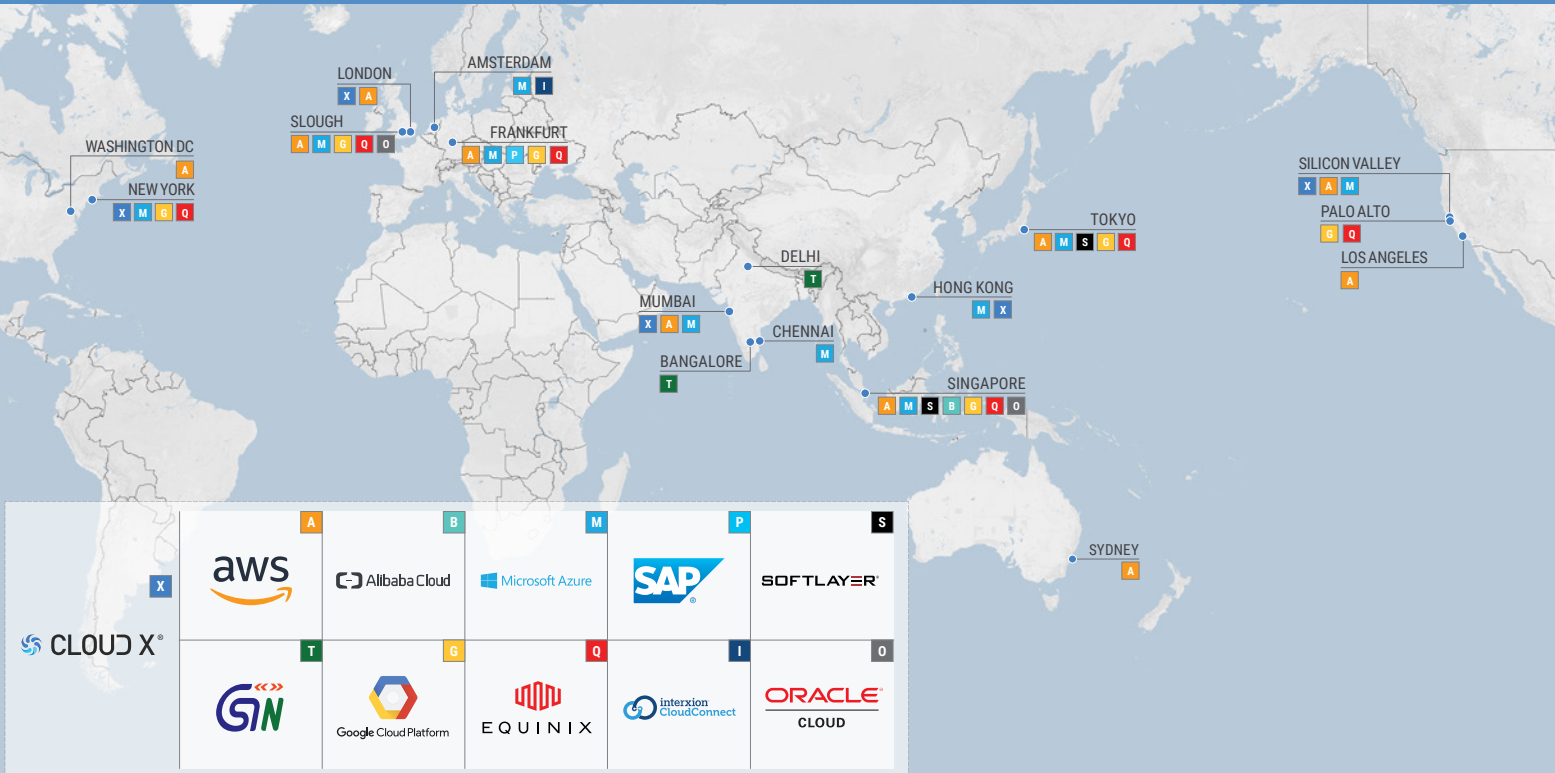 AMSTERDAM
M I
LONDON
X A
SLOUGH
A M G Q O
FRANKFURT
A M P G Q
WASHINGTON DC
A
NEW YORK
X M G Q
SILICON VALLEY
X A M
PALO ALTO
G Q
LOS ANGELES
A
TOKYO
A M S G Q
DELHI
T
HONG KONG
M X
MUMBAI
X A M
CHENNAI
M
BANGALORE
T
SINGAPORE
A M S B G Q O
SYDNEY
A
X
CLOUD X®
A
aws
B
Alibaba Cloud
M
Microsoft Azure
P
SAP®
S
SOFTLAYER®
T
GIN
G
Google Cloud Platform
Q
EQUINIX
I
interxion
CloudConnect
O
ORACLE®
CLOUD